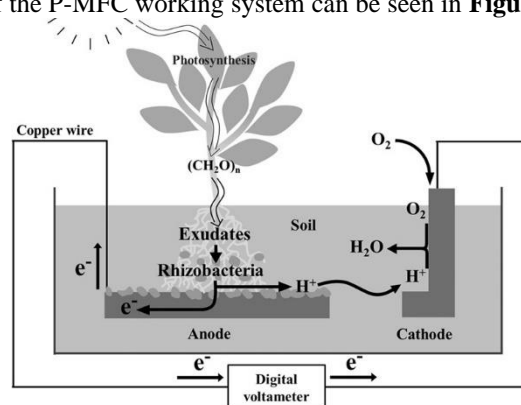 f the P-MFC working system can be seen in Figu
Photosynthesis
Copper wire
(CH₂O)ₙ
O₂
Soil
O₂
Exudates
H₂O
Rhizobacteria
e⁻
H⁺
H⁺
e⁻
Anode
Cathode
e⁻
e⁻
Digital
voltameter